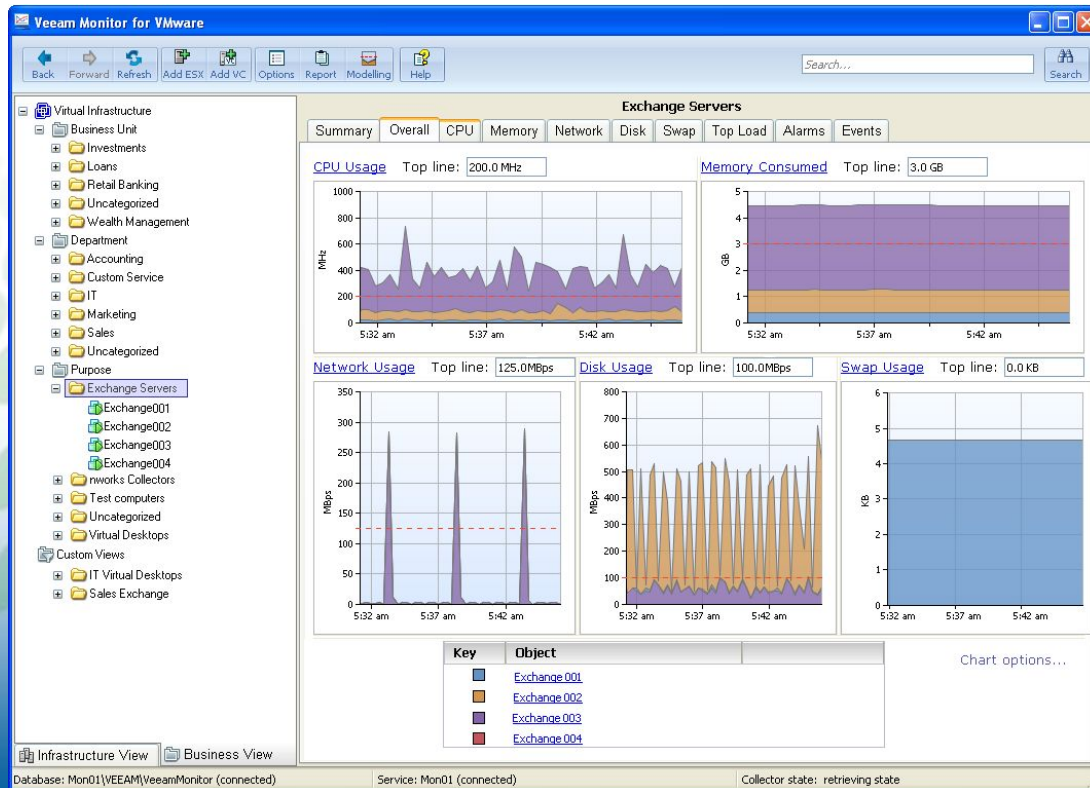 Veeam Monitor for VMware
Back Forward Refresh Add ESX Add VC Options Report Modelling Help
Search...
Search
Virtual Infrastructure
Business Unit
Investments
Loans
Retail Banking
Uncategorized
Wealth Management
Department
Accounting
Custom Service
IT
Marketing
Sales
Uncategorized
Purpose
Exchange Servers
Exchange001
Exchange002
Exchange003
Exchange004
nworks Collectors
Test computers
Uncategorized
Virtual Desktops
Custom Views
IT Virtual Desktops
Sales Exchange
Infrastructure View Business View
Exchange Servers
Summary Overall CPU Memory Network Disk Swap Top Load Alarms Events
CPU Usage Top line: 200.0 MHz
1000
800
600
400
200
0
MHz
5:32 am 5:37 am 5:42 am
Memory Consumed Top line: 3.0 GB
5
4
3
2
1
0
GB
5:32 am 5:37 am 5:42 am
Network Usage Top line: 125.0MBps
350
300
250
200
150
100
50
0
MBps
5:32 am 5:37 am 5:42 am
Disk Usage Top line: 100.0MBps
800
700
600
500
400
300
200
100
0
MBps
5:32 am 5:37 am 5:42 am
Swap Usage Top line: 0.0 KB
6
5
4
3
2
1
0
KB
5:32 am 5:37 am 5:42 am
Key Object
Exchange 001
Exchange 002
Exchange 003
Exchange 004
Chart options...
Database: Mon01\VEEAM\VeeamMonitor (connected) Service: Mon01 (connected) Collector state: retrieving state